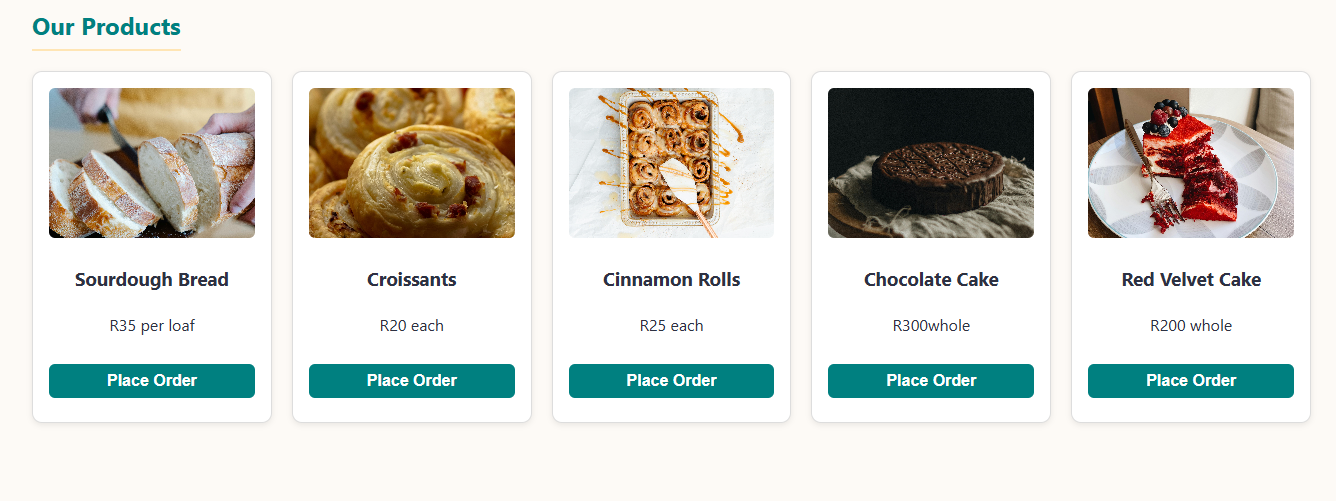 Our Products
Sourdough Bread
R35 per loaf
Place Order
Croissants
R20 each
Place Order
Cinnamon Rolls
R25 each
Place Order
Chocolate Cake
R300whole
Place Order
Red Velvet Cake
R200 whole
Place Order